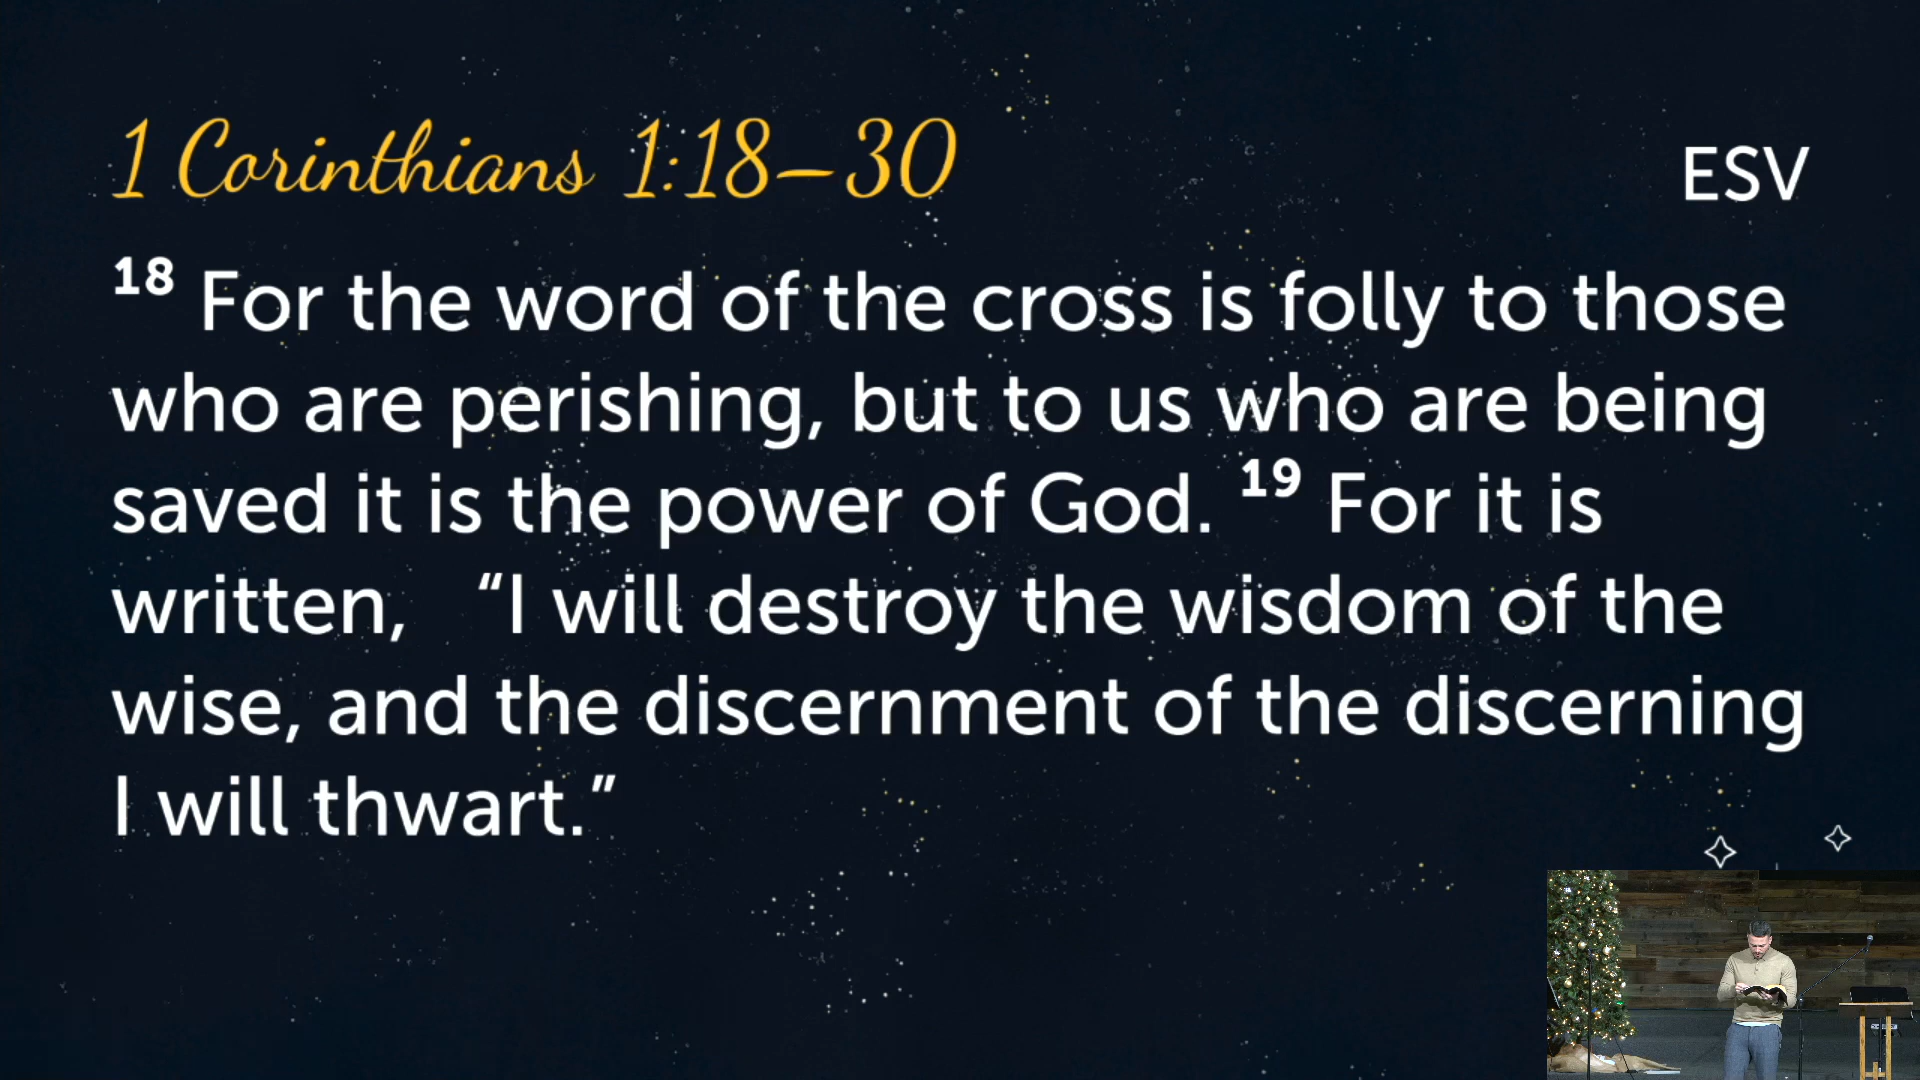 1 Corinthians 1:18–30
ESV
18 For the word of the cross is folly to those
who are perishing, but to us who are being
saved it is the power of God. 19 For it is
written, “I will destroy the wisdom of the
wise, and the discernment of the discerning
I will thwart.”